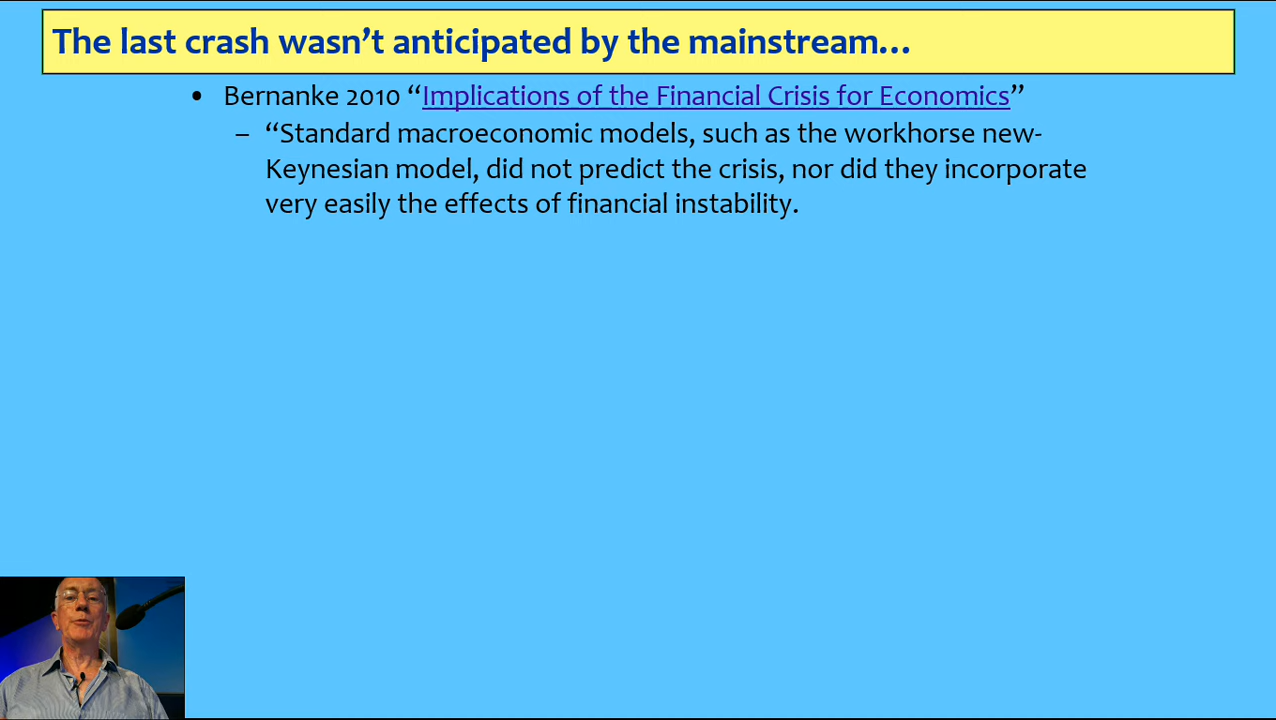 The last crash wasn’t anticipated by the mainstream…
• Bernanke 2010 “Implications of the Financial Crisis for Economics”
– “Standard macroeconomic models, such as the workhorse new-
Keynesian model, did not predict the crisis, nor did they incorporate
very easily the effects of financial instability.